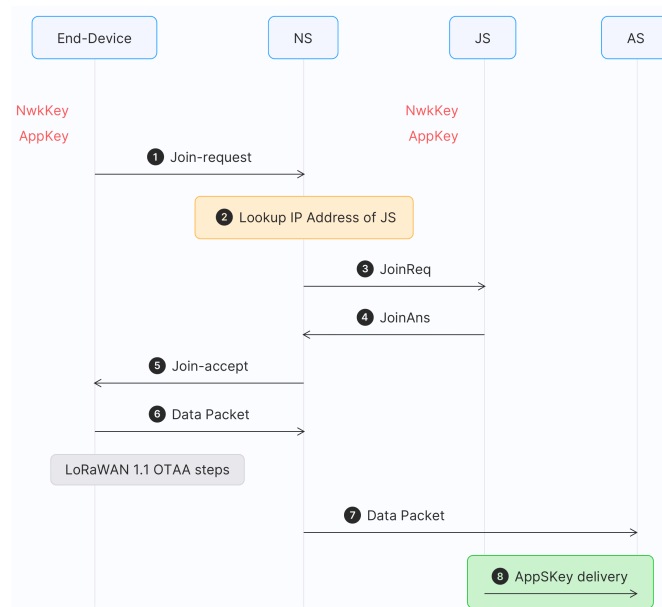 End-Device
NS
JS
AS
NwkKey
NwkKey
AppKey
AppKey
1 Join-request
2 Lookup IP Address of JS
3 JoinReq
4 JoinAns
5 Join-accept
6 Data Packet
LoRaWAN 1.1 OTAA steps
7 Data Packet
8 AppSKey delivery